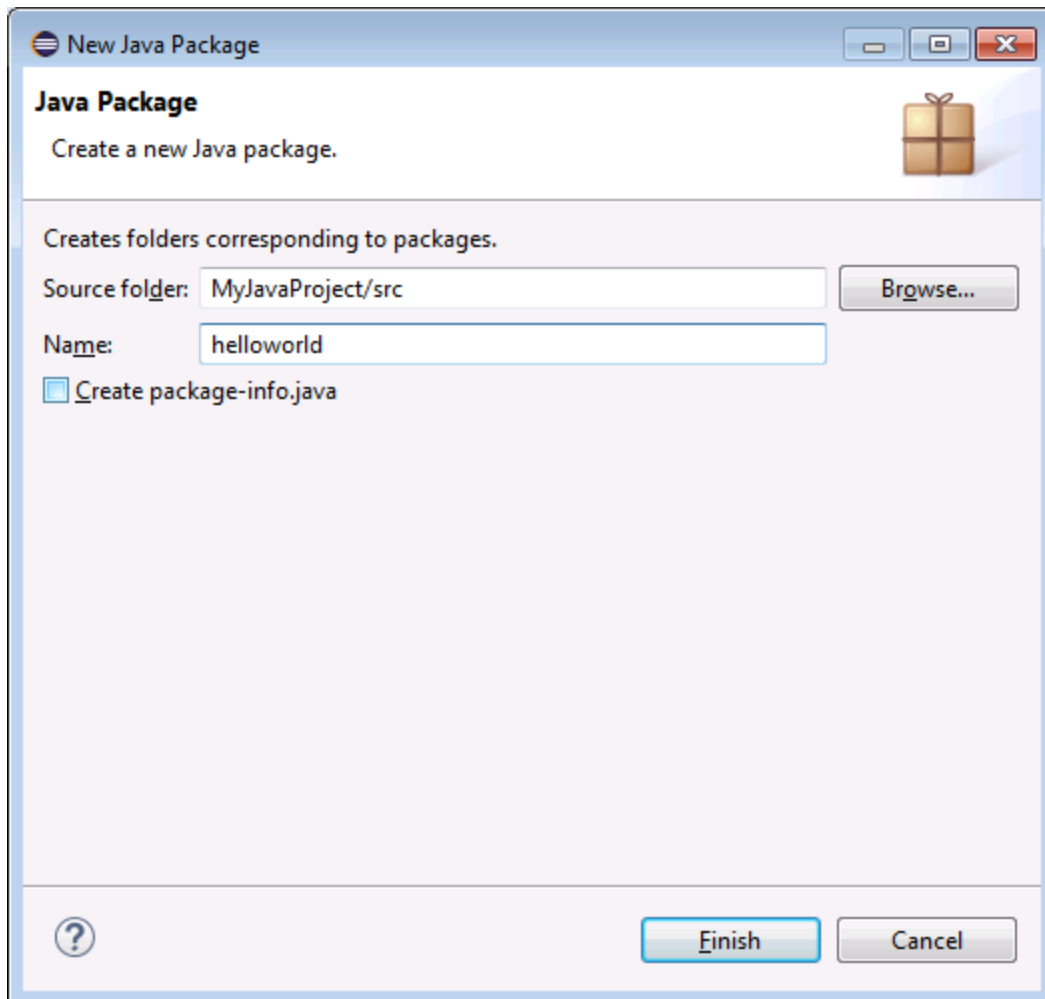 New Java Package
Java Package
Create a new Java package.
Creates folders corresponding to packages.
Source folder: MyJavaProject/src Browse...
Name: helloworld
Create package-info.java
? Finish Cancel